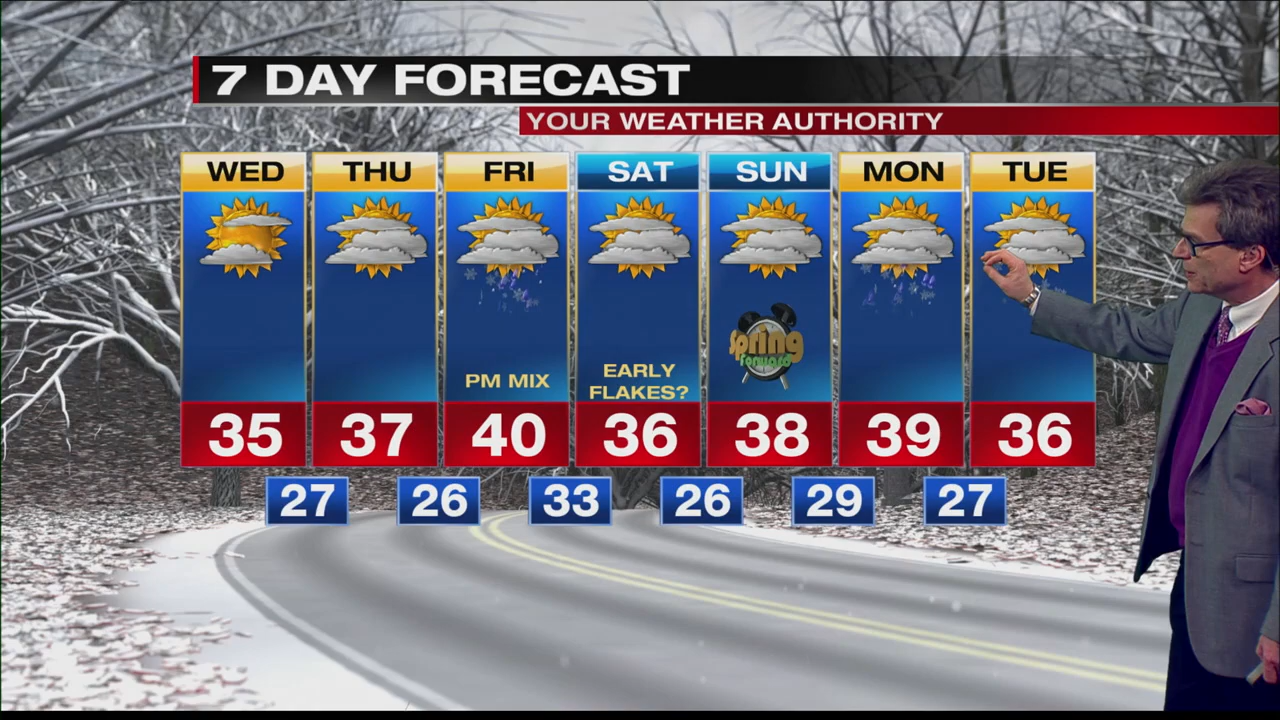 7 DAY FORECAST
YOUR WEATHER AUTHORITY
WED THU FRI SAT SUN MON TUE
spring
forward
PM MIX
EARLY
FLAKES?
35 37 40 36 38 39 36
27 26 33 26 29 27